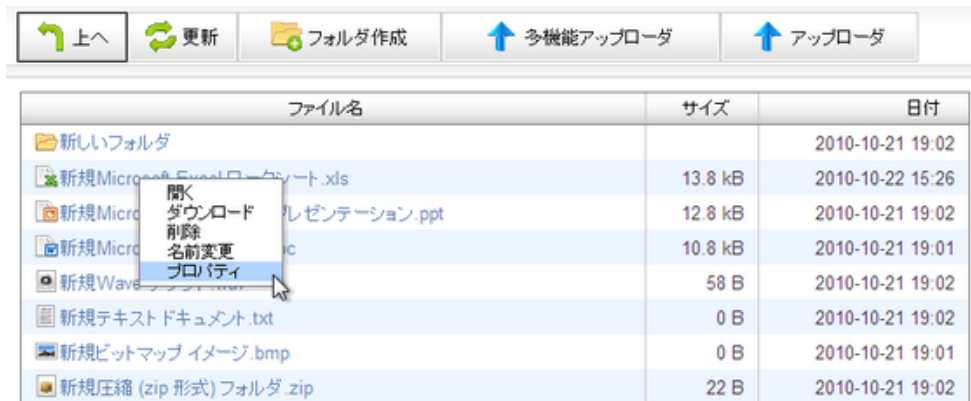 上へ 更新 フォルダ作成 多機能アップローダ アップローダ
ファイル名 サイズ 日付
新しいフォルダ 2010-10-21 19:02
新規Microsoft Excel ワークシート.xls 13.8 kB 2010-10-22 15:26
開く
新規Micro ダウンロード プレゼンテーション.ppt 12.8 kB 2010-10-21 19:02
削除
新規Micro 名前変更 oc 10.8 kB 2010-10-21 19:01
プロパティ
新規Wave サウンド.wav 58 B 2010-10-21 19:02
新規テキスト ドキュメント.txt 0 B 2010-10-21 19:02
新規ビットマップ イメージ.bmp 0 B 2010-10-21 19:01
新規圧縮 (zip 形式) フォルダ.zip 22 B 2010-10-21 19:02